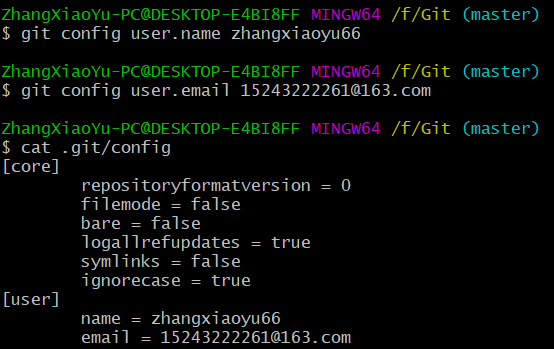 ZhangXiaoYu-PC@DESKTOP-E4BI8FF MINGW64 /f/Git (master)
$ git config user.name zhangxiaoyu66
ZhangXiaoYu-PC@DESKTOP-E4BI8FF MINGW64 /f/Git (master)
$ git config user.email 15243222261@163.com
ZhangXiaoYu-PC@DESKTOP-E4BI8FF MINGW64 /f/Git (master)
$ cat .git/config
[core]
        repositoryformatversion = 0
        filemode = false
        bare = false
        logallrefupdates = true
        symlinks = false
        ignorecase = true
[user]
        name = zhangxiaoyu66
        email = 15243222261@163.com